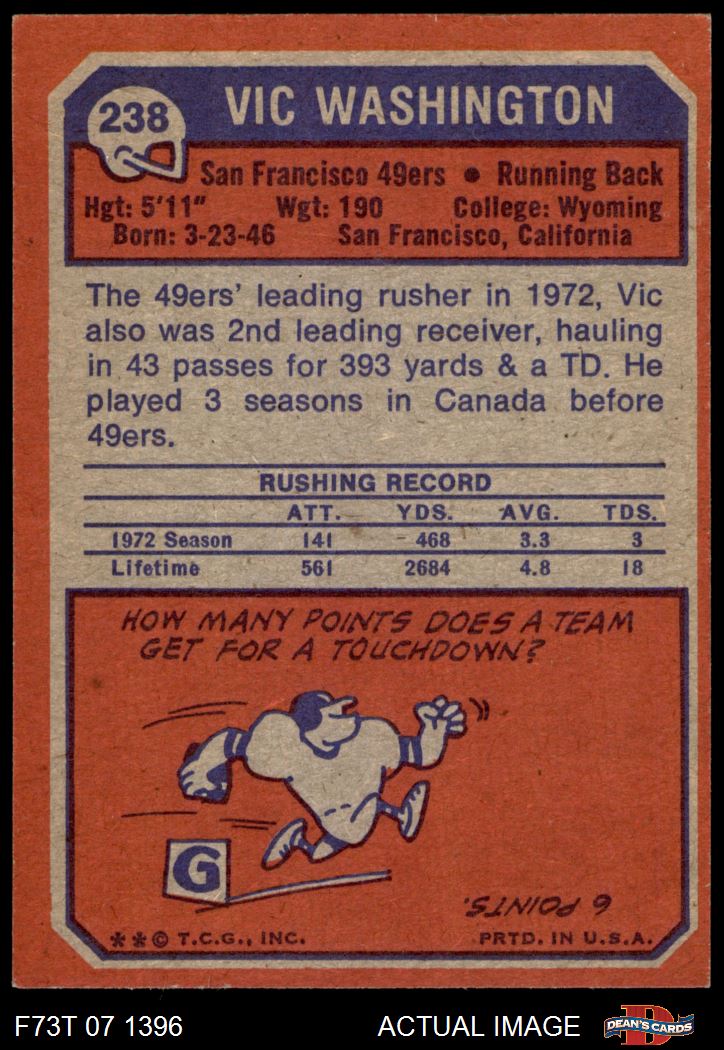 238
VIC WASHINGTON
San Francisco 49ers • Running Back
Hgt: 5'11" Wgt: 190 College: Wyoming
Born: 3-23-46 San Francisco, California
The 49ers' leading rusher in 1972, Vic
also was 2nd leading receiver, hauling
in 43 passes for 393 yards & a TD. He
played 3 seasons in Canada before
49ers.
RUSHING RECORD
ATT. YDS. AVG. TDS.
1972 Season 141 468 3.3 3
Lifetime 561 2684 4.8 18
HOW MANY POINTS DOES A TEAM
GET FOR A TOUCHDOWN?
G
6 POINTS.
**© T.C.G., INC. PRTD. IN U.S.A.
F73T 07 1396 ACTUAL IMAGE D DEAN'S CARDS